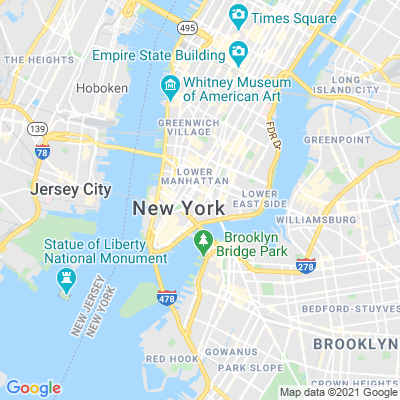 Times Square
495
Empire State Building
THE HEIGHTS
Hoboken
Whitney Museum
of American Art
LONG
ISLAND CITY
GREENWICH
VILLAGE
FDR Dr
139
GREENPOINT
78
LOWER
MANHATTAN
Jersey City
LOWER
EAST SIDE
New York
WILLIAMSBURG
Statue of Liberty
National Monument
Brooklyn
Bridge Park
278
NEW JERSEY
NEW YORK
478
BEDFORD-STUYVES
BROOKLYN
RED HOOK
GOWANUS
PARK SLOPE
CROWN HEIGHTS
Google
Map data ©2021 Google